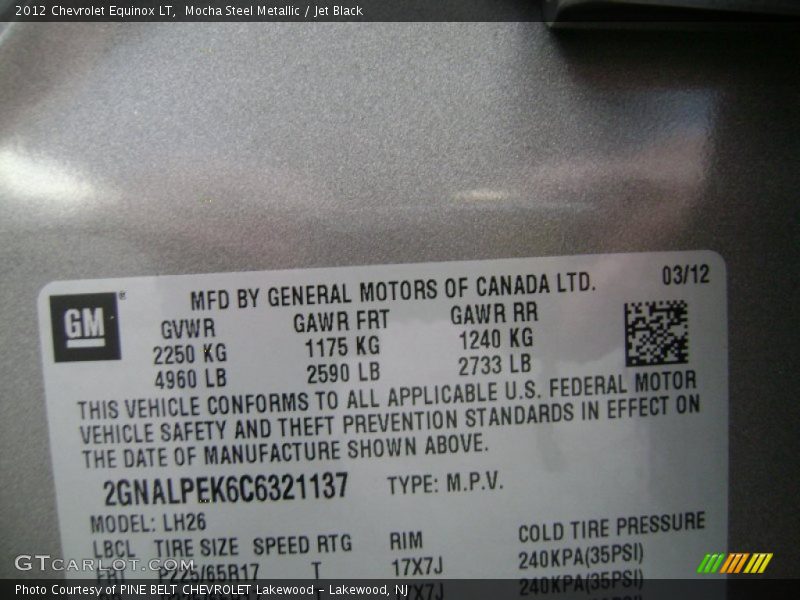 2012 Chevrolet Equinox LT, Mocha Steel Metallic / Jet Black
GM®
MFD BY GENERAL MOTORS OF CANADA LTD. 03/12
GVWR GAWR FRT GAWR RR
2250 KG 1175 KG 1240 KG
4960 LB 2590 LB 2733 LB
THIS VEHICLE CONFORMS TO ALL APPLICABLE U.S. FEDERAL MOTOR
VEHICLE SAFETY AND THEFT PREVENTION STANDARDS IN EFFECT ON
THE DATE OF MANUFACTURE SHOWN ABOVE.
2GNALPEK6C6321137 TYPE: M.P.V.
MODEL: LH26
LBCL TIRE SIZE SPEED RTG RIM COLD TIRE PRESSURE
FRT P225/65R17 T 17X7J 240KPA(35PSI)
17X7J 240KPA(35PSI)
GTCarLot.com
Photo Courtesy of PINE BELT CHEVROLET Lakewood - Lakewood, NJ